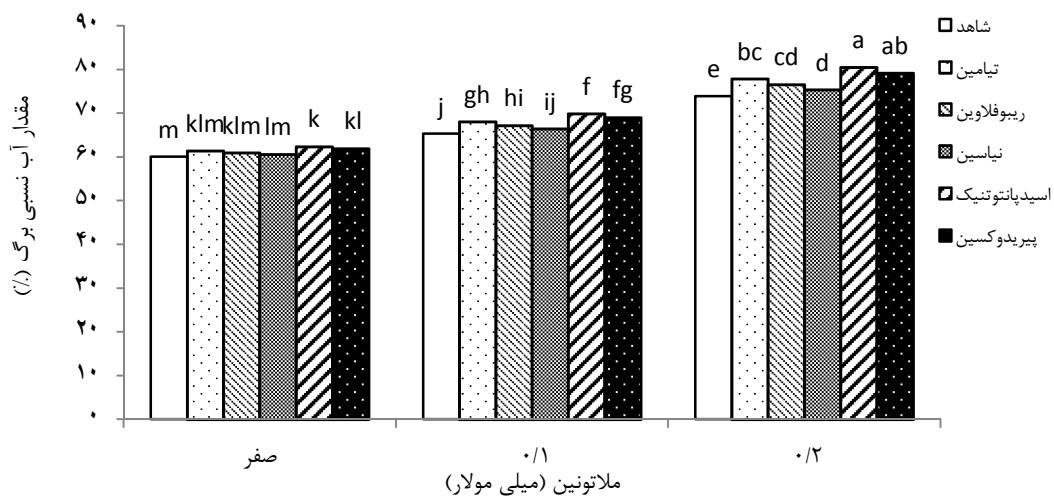 مقدار آب نسبی برگ (٪)
۹۰
۸۰
۷۰
۶۰
۵۰
۴۰
۳۰
۲۰
۱۰
۰
m klm klm lm k kl
j gh hi ij f fg
e bc cd d a ab
صفر
۰/۱
۰/۲
ملاتونین (میلی مولار)
شاهد
تیامین
ریبوفلاوین
نیاسین
اسیدپانتوتنیک
پیریدوکسین